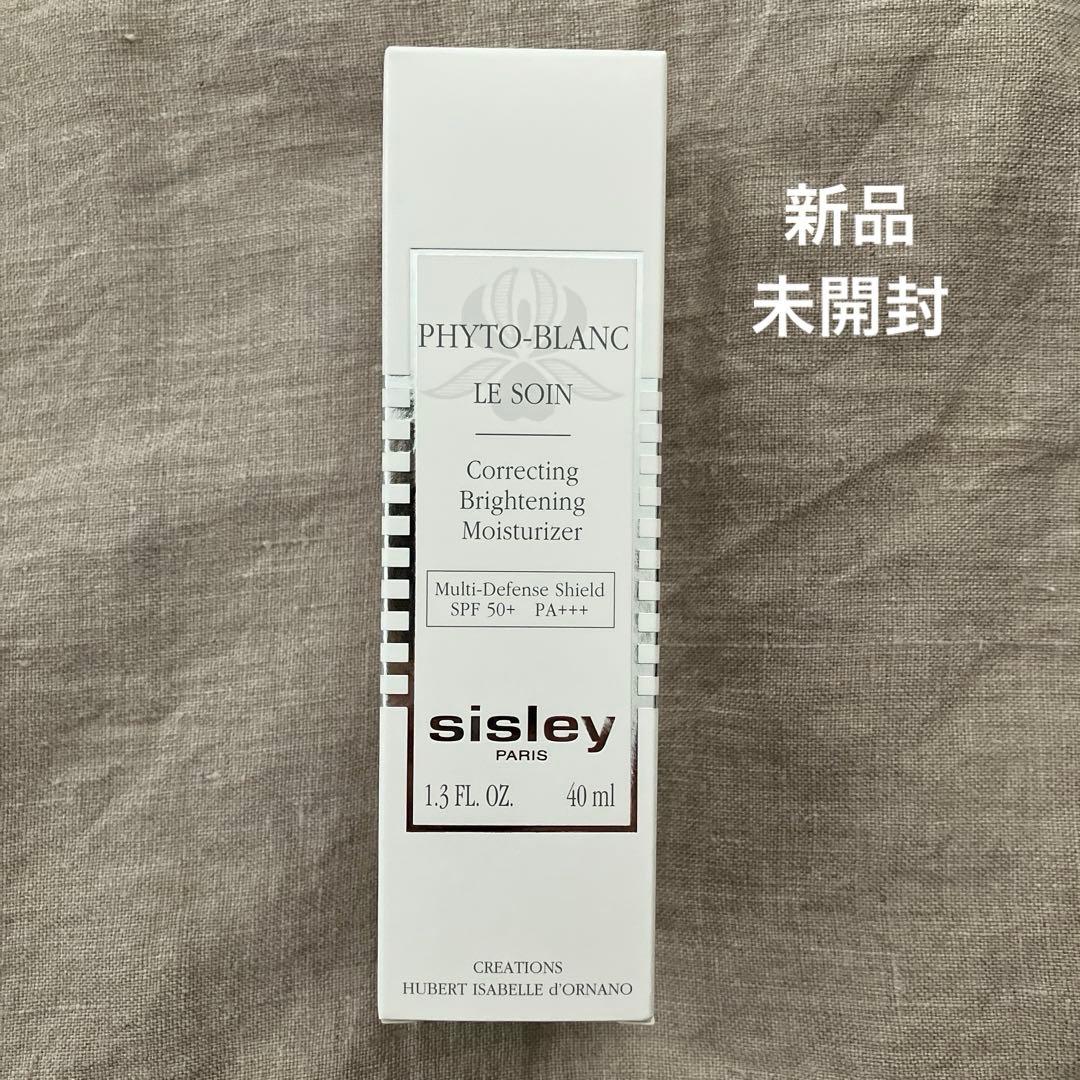 新品
未開封
PHYTO-BLANC
LE SOIN
Correcting
Brightening
Moisturizer
Multi-Defense Shield
SPF 50+ PA+++
sisley
PARIS
1.3 FL. OZ. 40 ml
CREATIONS
HUBERT ISABELLE d'ORNANO